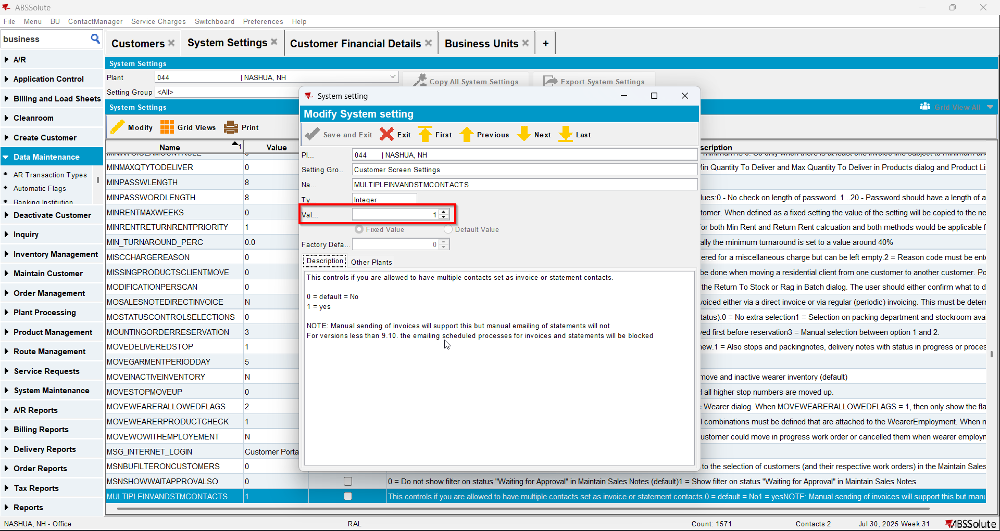 ABSSolute
File Menu BU ContactManager Service Charges Switchboard Preferences Help
business
Customers System Settings Customer Financial Details Business Units +
System Settings
Plant 044 | NASHUA, NH Copy All System Settings Export System Settings
Setting Group <All>
System Settings Grid View All
Modify Grid Views Print
Name 1 Value
A/R
Application Control
Billing and Load Sheets
Cleanroom
Create Customer
Data Maintenance
AR Transaction Types
Automatic Flags
Banking Institution
Deactivate Customer
Inquiry
Inventory Management
Maintain Customer
Order Management
Plant Processing
Product Management
Route Management
Service Requests
System Maintenance
A/R Reports
Billing Reports
Delivery Reports
Order Reports
Tax Reports
Reports
MINMAXQTYTODELIVER 0
MINPASSWLENGTH 8
MINPASSWORDLENGTH 8
MINRENTMAXWEEKS 0
MINRENTRETURNRENTPRIORITY 1
MIN_TURNAROUND_PERC 0.0
MISCCHARGEREASON 0
MISSINGPRODUCTSCLIENTMOVE 0
MODIFICATIONPERSCAN 0
MOSALESNOTEDIRECTINVOICE N
MOSTATUSCONTROLSELECTIONS 0
MOUNTINGORDERRESERVATION 3
MOVEDELIVEREDSTOP 1
MOVEGARMENTPERIODDAY 5
MOVEINACTIVEINVENTORY N
MOVESTOPMOVEUP 0
MOVEWEARERALLOWEDFLAGS 2
MOVEWEARERPRODUCTCHECK 1
MOVEWOWITHEMPLOYEMENT N
MSG_INTERNET_LOGIN Customer Porta
MSNBUFILTERONCUSTOMERS 0
MSNSHOWWAITAPPROVALSO 0 0 = Do not show filter on status "Waiting for Approval" in Maintain Sales Notes (default)1 = Show filter on status "Waiting for Approval" in Maintain Sales Notes
MULTIPLEINVANDSTMCONTACTS 1 This controls if you are allowed to have multiple contacts set as invoice or statement contacts.0 = default = No1 = yesNOTE: Manual sending of invoices will support this but manu
System setting
Modify System setting
Save and Exit Exit First Previous Next Last
Pl... 044 | NASHUA, NH
Setting Gro... Customer Screen Settings
Na... MULTIPLEINVANDSTMCONTACTS
Ty... Integer
Val... 1
Fixed Value Default Value
Factory Defa... 0
Description Other Plants
This controls if you are allowed to have multiple contacts set as invoice or statement contacts.
0 = default = No
1 = yes
NOTE: Manual sending of invoices will support this but manual emailing of statements will not
For versions less than 9.10. the emailing scheduled processes for invoices and statements will be blocked
scription
in Quantity To Deliver and Max Quantity To Deliver in Products dialog and Product Li
lues:0 - No check on length of password. 1 ..20 - Password should have a length of a
tomer. When defined as a fixed setting the value of the setting will be copied to the ne
or both Min Rent and Return Rent calcuation and both methods would be applicable f
ally the minimum turnaround is set to a value around 40%
ered for a miscellaneous charge but can be left empty.2 = Reason code must be ent
be done when moving a residential client from one customer to another customer. Po
the Return To Stock or Rag in Batch dialog. The user should either confirm what to d
voiced either via a direct invoice or via regular (periodic) invoicing. This must be deter
tatus).0 = No extra selection1 = Selection on packing department and stockroom ava
ved first before reservation3 = Manual selection between option 1 and 2.
ew.1 = Also stops and packingnotes, delivery notes with status in progress or proces
move and inactive wearer inventory (default)
all higher stop numbers are moved up.
Wearer dialog. When MOVEWEARERALLOWEDFLAGS = 1, then only show the fla
combinations must be defined that are attached to the WearerEmployment. When n
ustomer could move in progress work order or cancelled them when wearer employ
to the selection of customers (and their respective work orders) in the Maintain Sales
NASHUA, NH - Office RAL Count: 1571 Contacts 2 Jul 30, 2025 Week 31 ABSSolute